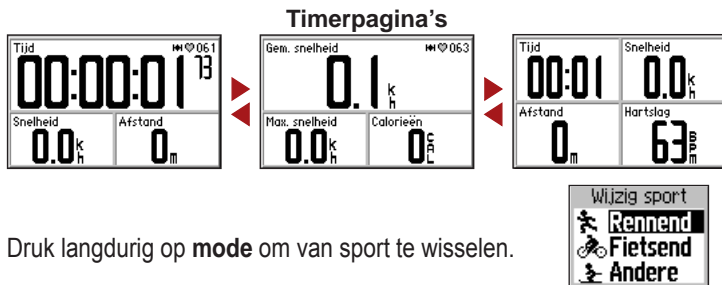 Timerpagina's
Tijd 061
00:00:01 73
Snelheid Afstand
0.0 k h 0 m
Gem. snelheid 063
0.1 k h
Max. snelheid Calorieën
0.0 k h 0 CAL
Tijd Snelheid
00:01 0.0 k h
Afstand Hartslag
0 m 63 BPM
Druk langdurig op mode om van sport te wisselen.
Wijzig sport
Rennend
Fietsend
Andere